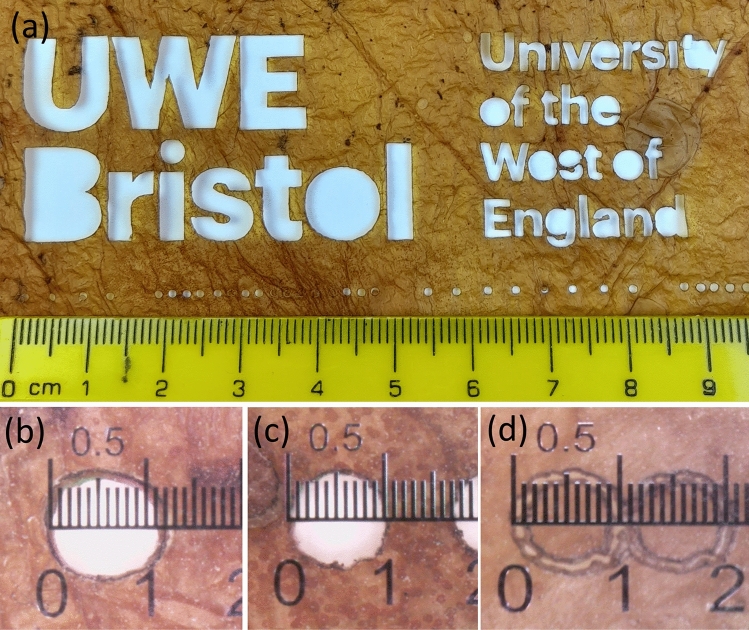 (a)
UWE
Bristol
University
of the
West of
England
0 cm 1 2 3 4 5 6 7 8 9
(b)
0.5
0 1 2
(c)
0.5
0 1
(d)
0.5
0 1 2